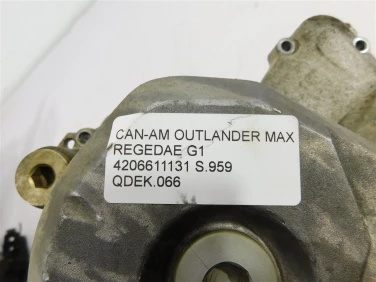 CAN-AM OUTLANDER MAX
REGEDAE G1
4206611131 S.959
QDEK.066